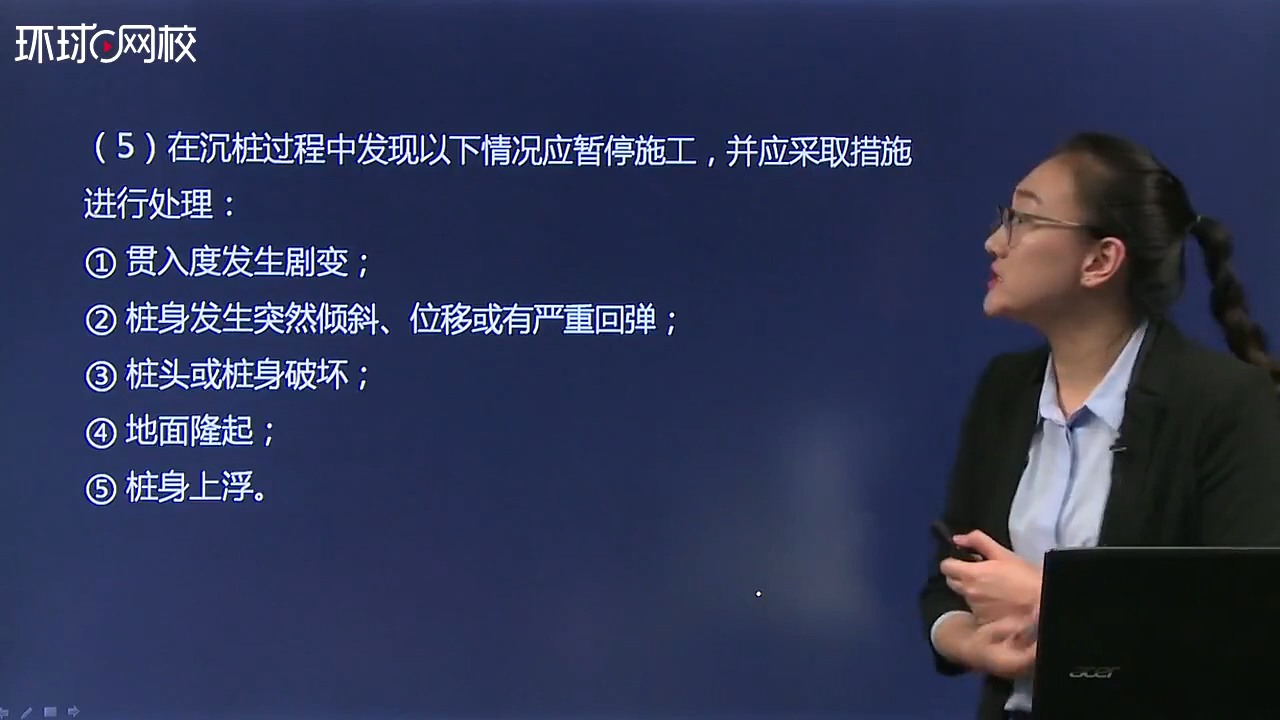 环球网校
（5）在沉桩过程中发现以下情况应暂停施工，并应采取措施
进行处理：
① 贯入度发生剧变；
② 桩身发生突然倾斜、位移或有严重回弹；
③ 桩头或桩身破坏；
④ 地面隆起；
⑤ 桩身上浮。
acer